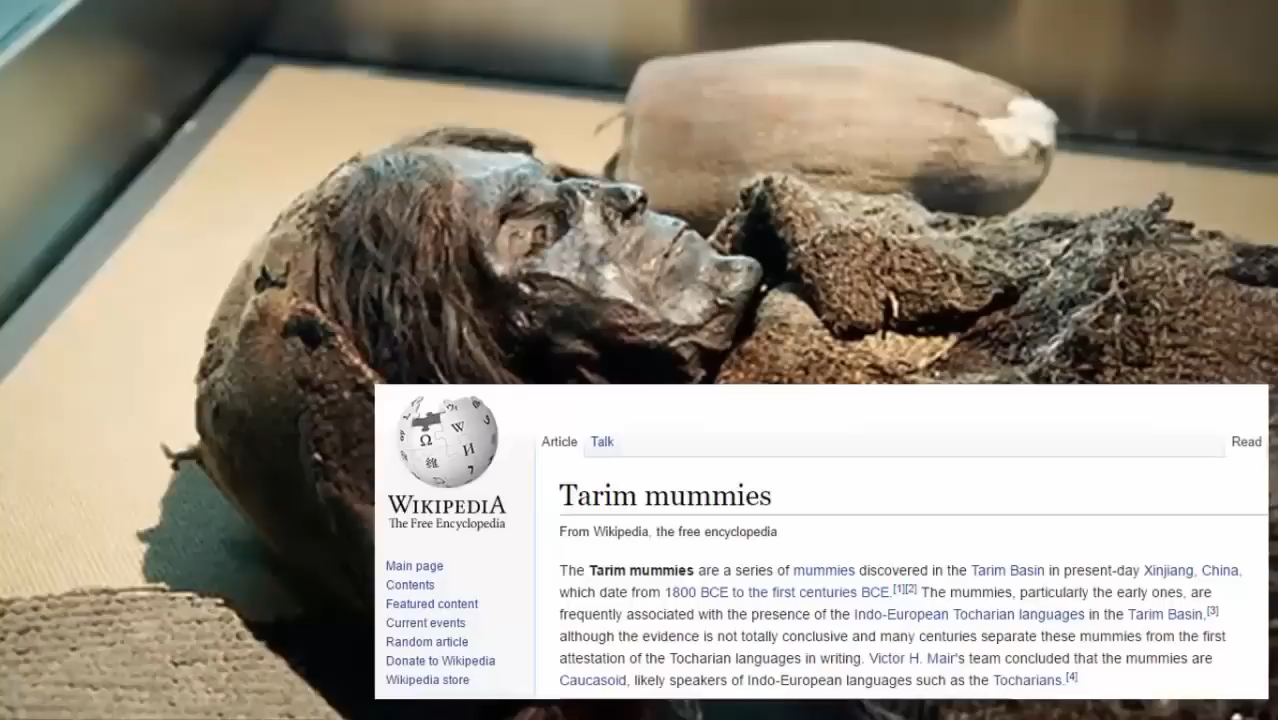 WIKIPEDIA
The Free Encyclopedia
Main page
Contents
Featured content
Current events
Random article
Donate to Wikipedia
Wikipedia store
Article Talk Read
Tarim mummies
From Wikipedia, the free encyclopedia
The Tarim mummies are a series of mummies discovered in the Tarim Basin in present-day Xinjiang, China,
which date from 1800 BCE to the first centuries BCE.[1][2] The mummies, particularly the early ones, are
frequently associated with the presence of the Indo-European Tocharian languages in the Tarim Basin,[3]
although the evidence is not totally conclusive and many centuries separate these mummies from the first
attestation of the Tocharian languages in writing. Victor H. Mair's team concluded that the mummies are
Caucasoid, likely speakers of Indo-European languages such as the Tocharians.[4]